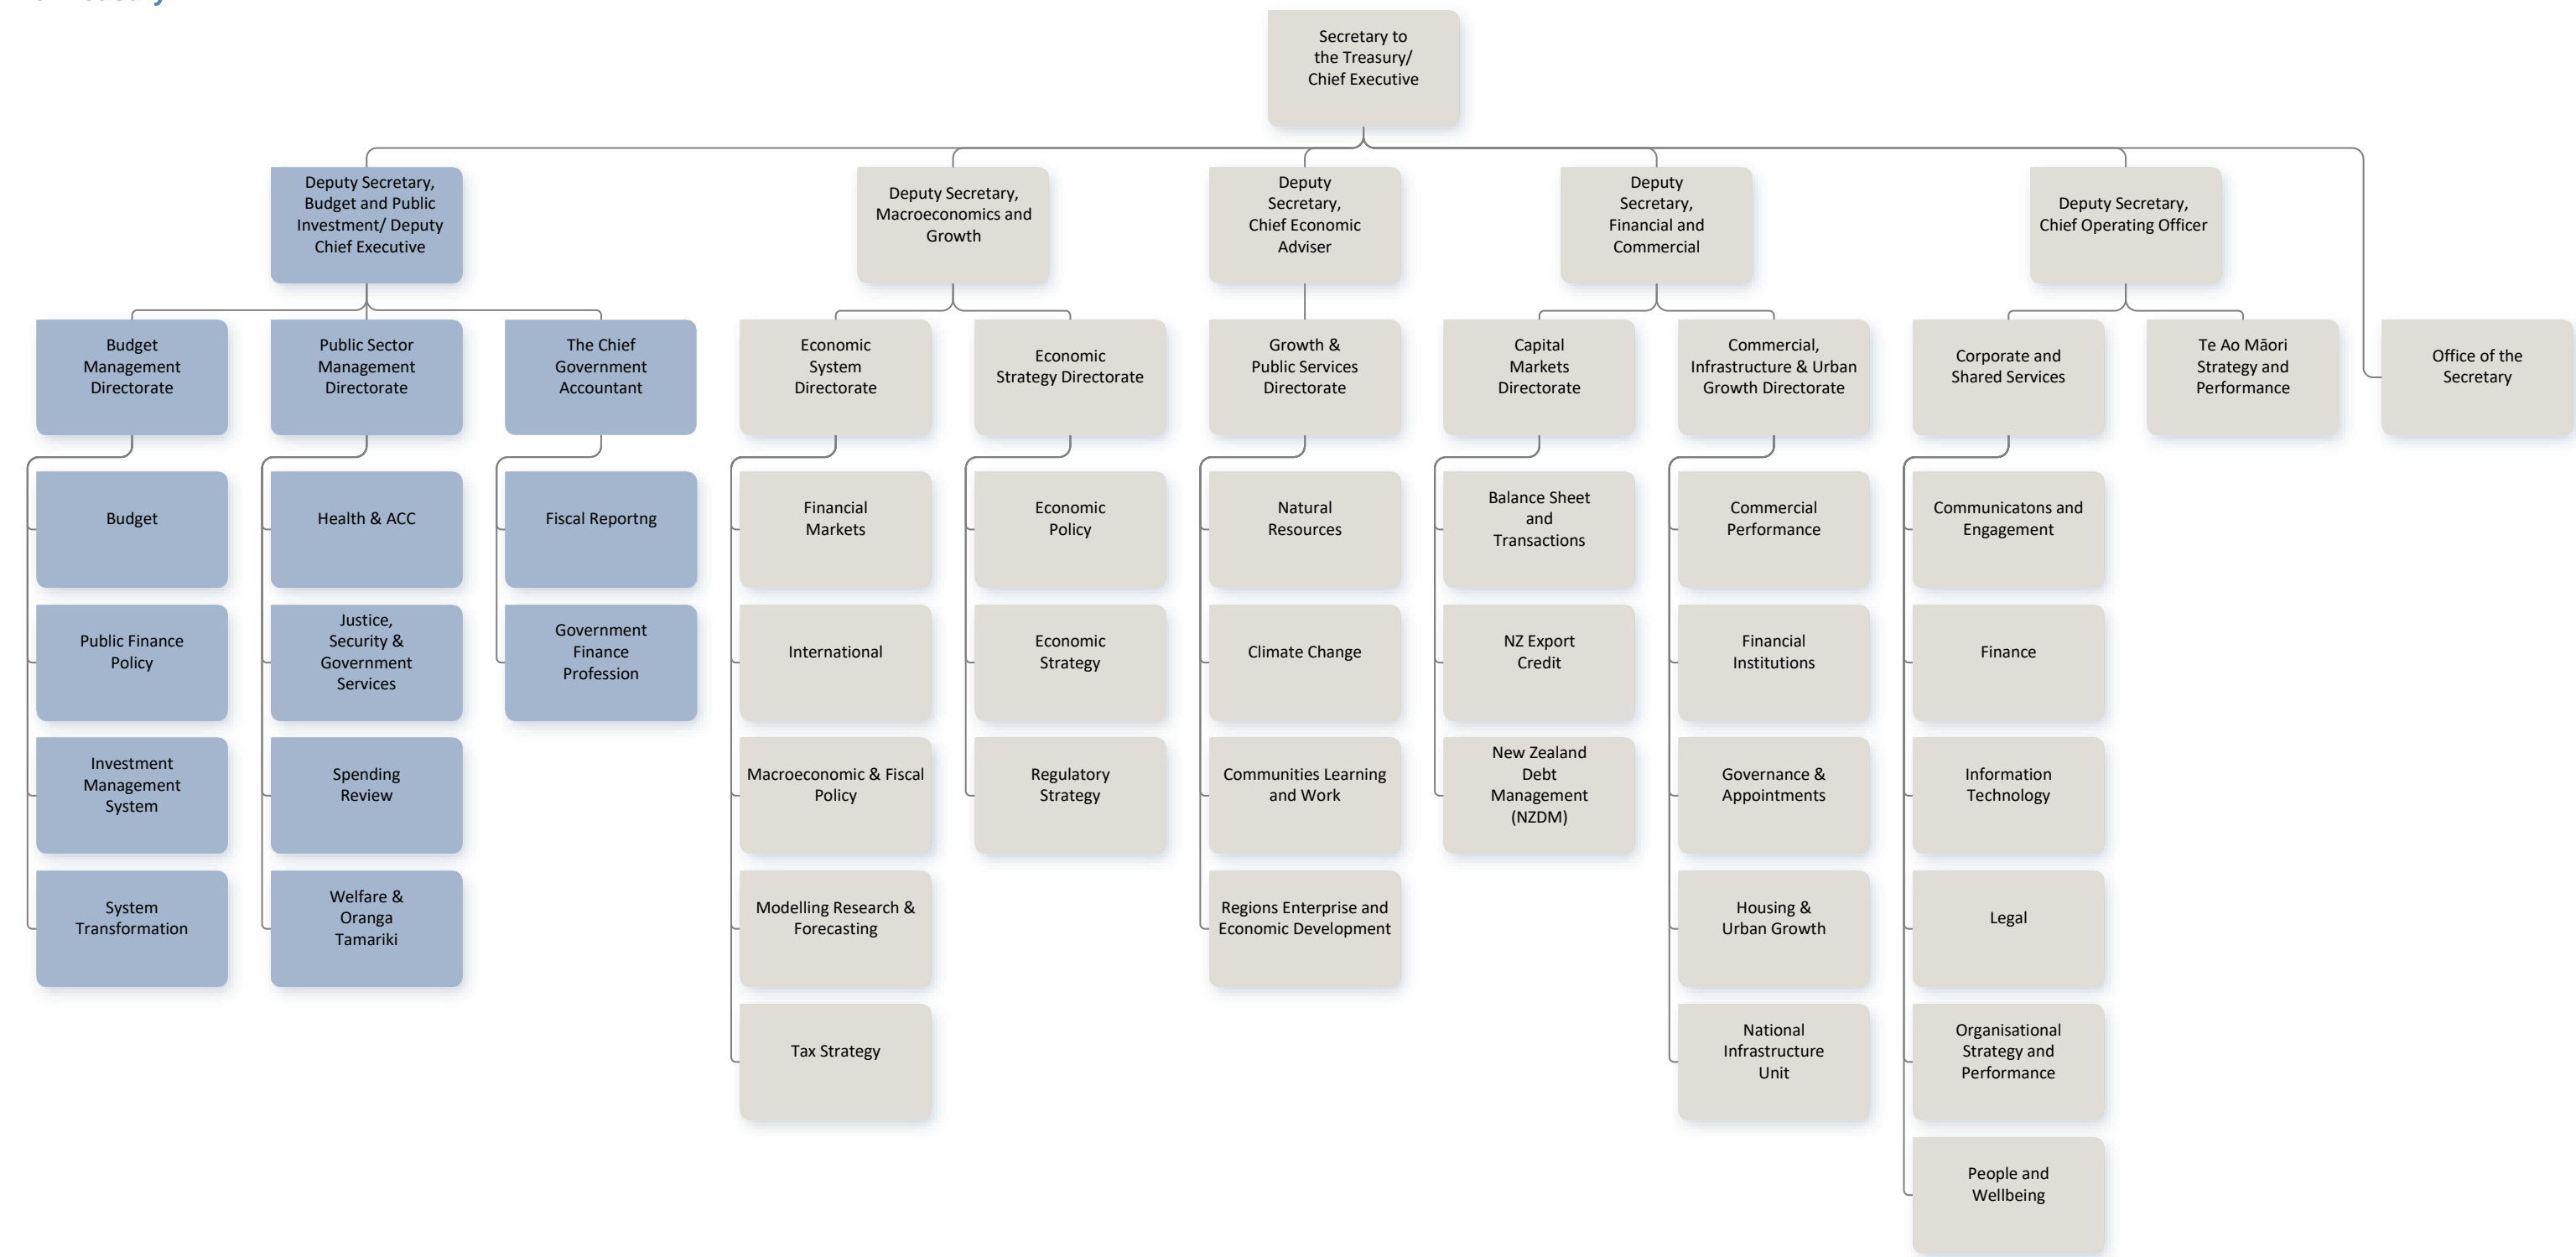 Secretary to
the Treasury/
Chief Executive
Deputy Secretary,
Budget and Public
Investment/ Deputy
Chief Executive
Deputy Secretary,
Macroeconomics and
Growth
Deputy
Secretary,
Chief Economic
Adviser
Deputy
Secretary,
Financial and
Commercial
Deputy Secretary,
Chief Operating Officer
Budget
Management
Directorate
Public Sector
Management
Directorate
The Chief
Government
Accountant
Economic
System
Directorate
Economic
Strategy Directorate
Growth &
Public Services
Directorate
Capital
Markets
Directorate
Commercial,
Infrastructure & Urban
Growth Directorate
Corporate and
Shared Services
Te Ao Māori
Strategy and
Performance
Office of the
Secretary
Budget
Health & ACC
Fiscal Reportng
Financial
Markets
Economic
Policy
Natural
Resources
Balance Sheet
and
Transactions
Commercial
Performance
Communicatons and
Engagement
Public Finance
Policy
Justice,
Security &
Government
Services
Government
Finance
Profession
International
Economic
Strategy
Climate Change
NZ Export
Credit
Financial
Institutions
Finance
Investment
Management
System
Spending
Review
Macroeconomic & Fiscal
Policy
Regulatory
Strategy
Communities Learning
and Work
New Zealand
Debt
Management
(NZDM)
Governance &
Appointments
Information
Technology
System
Transformation
Welfare &
Oranga
Tamariki
Modelling Research &
Forecasting
Regions Enterprise and
Economic Development
Housing &
Urban Growth
Legal
Tax Strategy
National
Infrastructure
Unit
Organisational
Strategy and
Performance
People and
Wellbeing